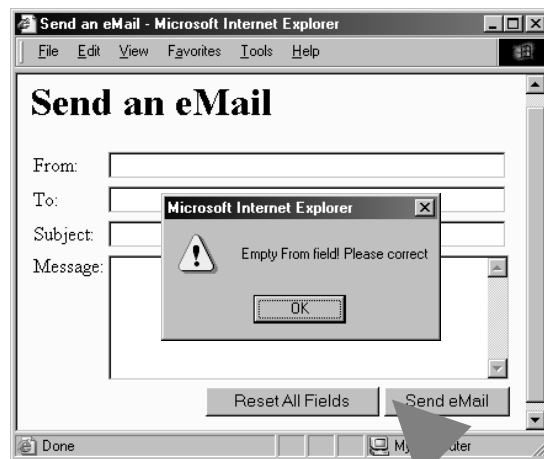 Send an eMail - Microsoft Internet Explorer
File Edit View Favorites Tools Help
Send an eMail
From:
To:
Microsoft Internet Explorer
Subject:
Empty From field! Please correct
Message:
OK
Reset All Fields Send eMail
Done